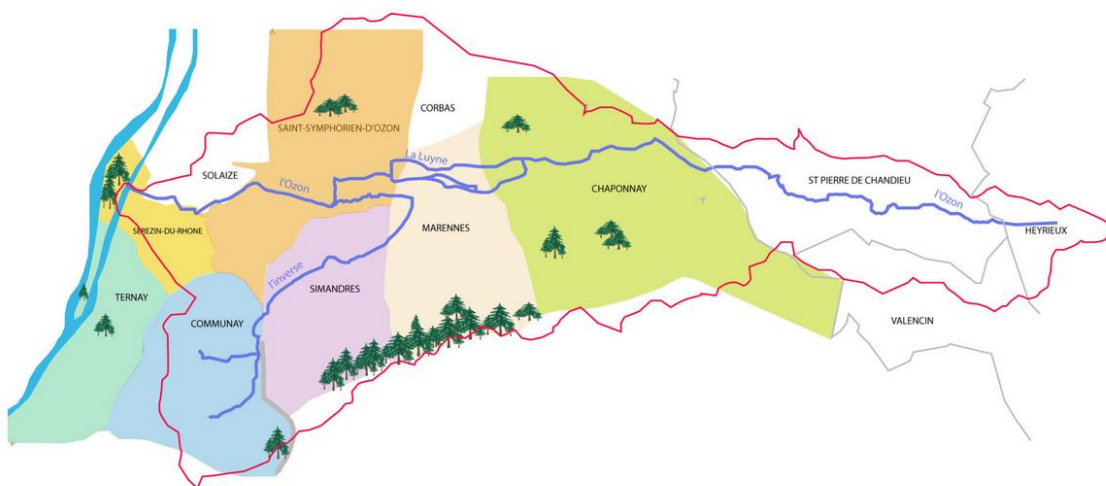 CORBAS
SAINT-SYMPHORIEN-D'OZON
La Luyne
SOLAIZE
l'Ozon
CHAPONNAY
ST PIERRE DE CHANDIEU
l'Ozon
SEREZIN-DU-RHONE
MARENNES
HEYRIEUX
l'inverse
SIMANDRES
TERNAY
COMMUNAY
VALENCIN